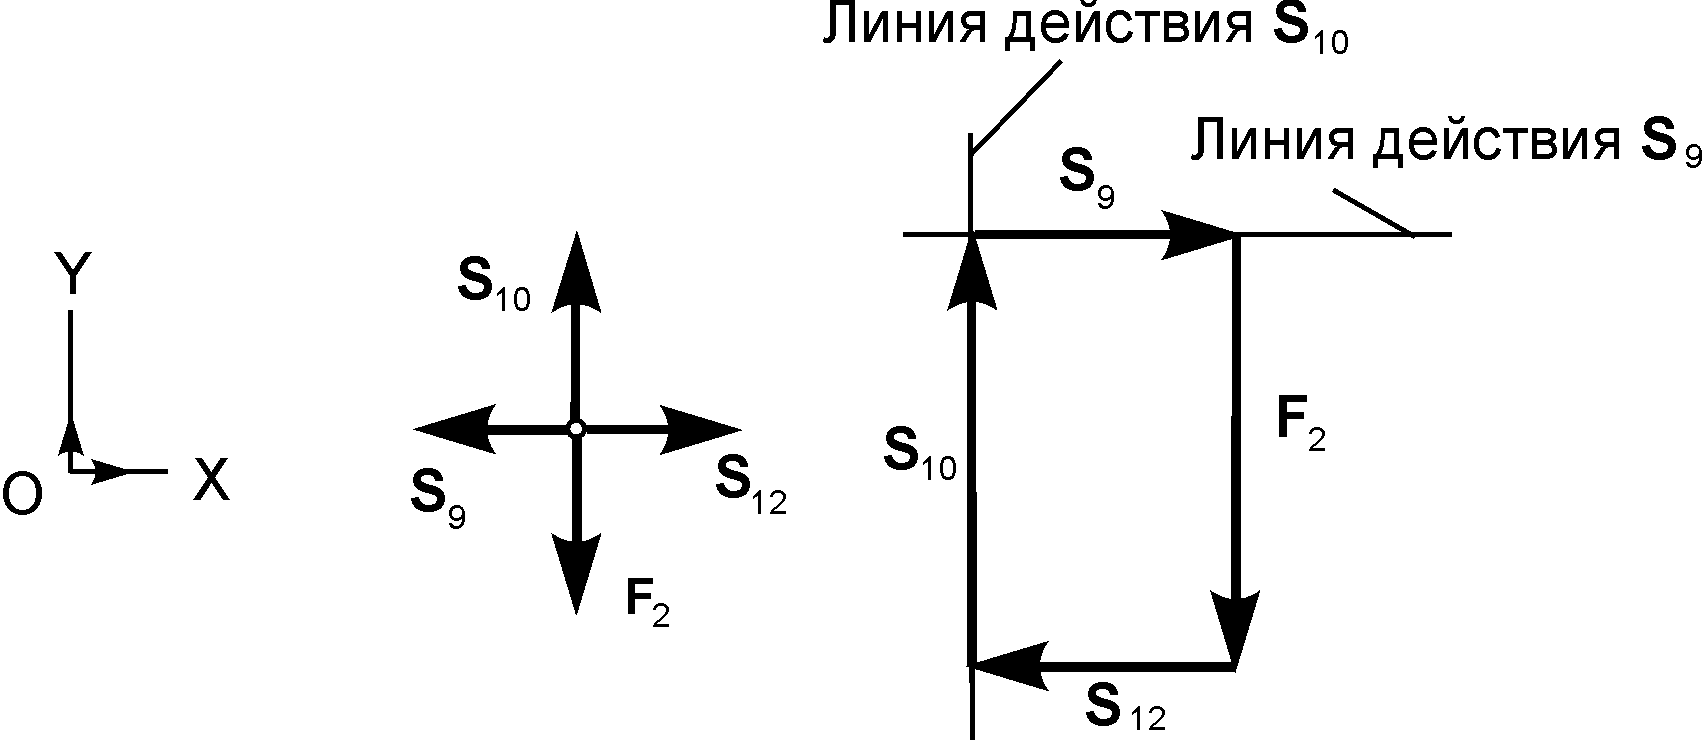 Линия действия S10
Линия действия S9
S9
Y
S10
F2
S10
O
X
S9
S12
F2
S12